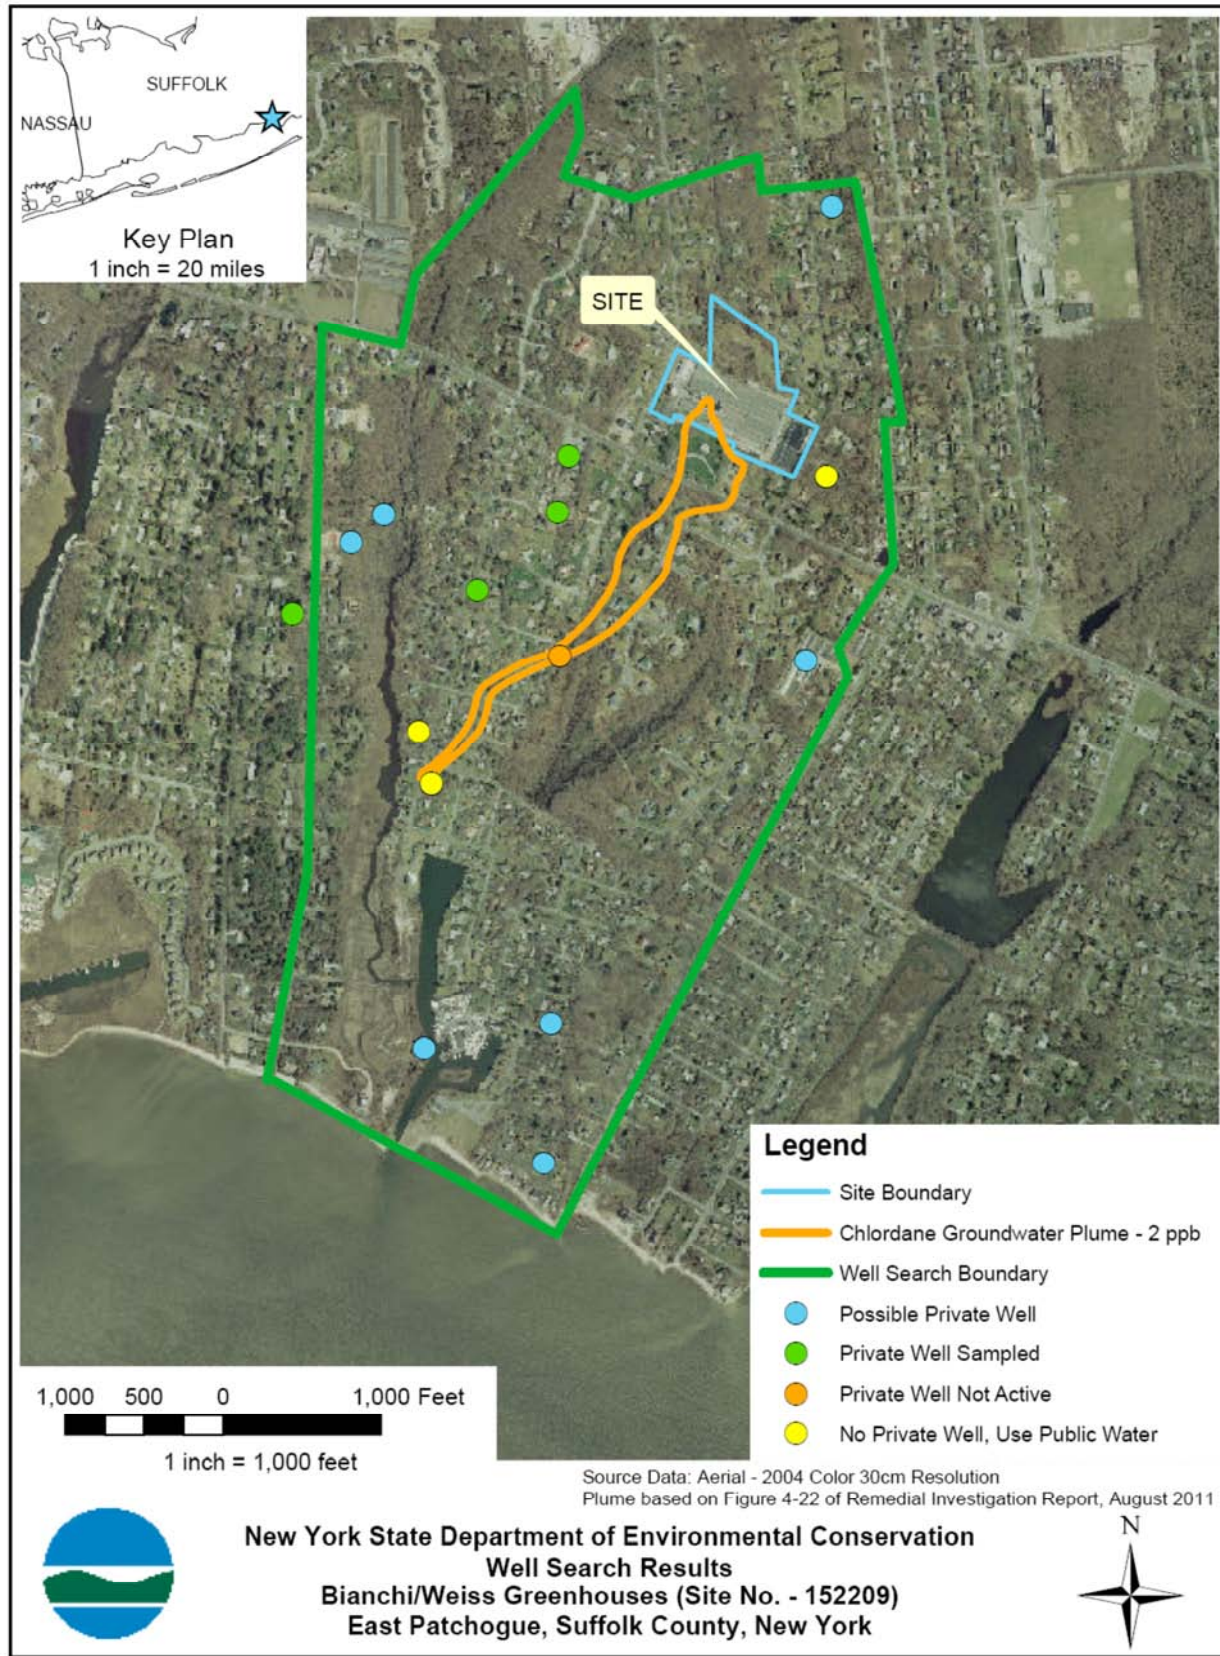 SUFFOLK
NASSAU
Key Plan
1 inch = 20 miles
SITE
Legend
Site Boundary
Chlordane Groundwater Plume - 2 ppb
Well Search Boundary
Possible Private Well
Private Well Sampled
Private Well Not Active
No Private Well, Use Public Water
1,000 500 0 1,000 Feet
1 inch = 1,000 feet
Source Data: Aerial - 2004 Color 30cm Resolution
Plume based on Figure 4-22 of Remedial Investigation Report, August 2011
New York State Department of Environmental Conservation
Well Search Results
Bianchi/Weiss Greenhouses (Site No. - 152209)
East Patchogue, Suffolk County, New York
N